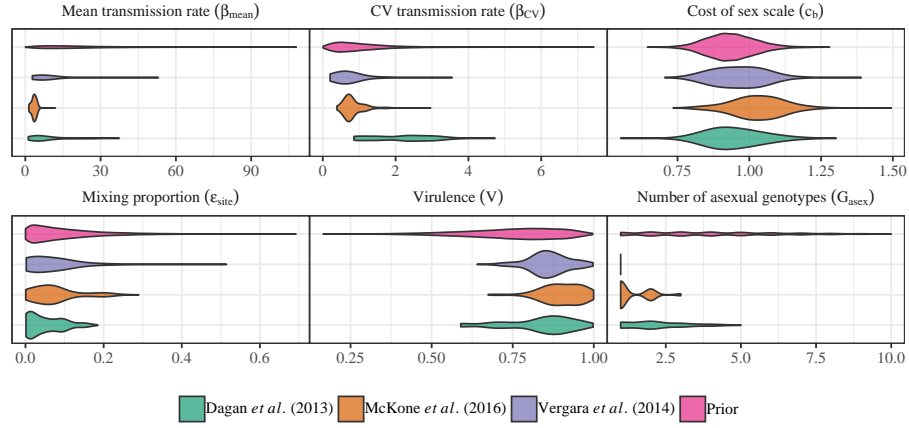 Mean transmission rate (βmean) CV transmission rate (βCV) Cost of sex scale (cb)
0 30 60 90 0 2 4 6 0.75 1.00 1.25 1.50
Mixing proportion (εsite) Virulence (V) Number of asexual genotypes (Gasex)
0.0 0.2 0.4 0.6 0.25 0.50 0.75 1.00 2.5 5.0 7.5 10.0
Dagan et al. (2013) McKone et al. (2016) Vergara et al. (2014) Prior